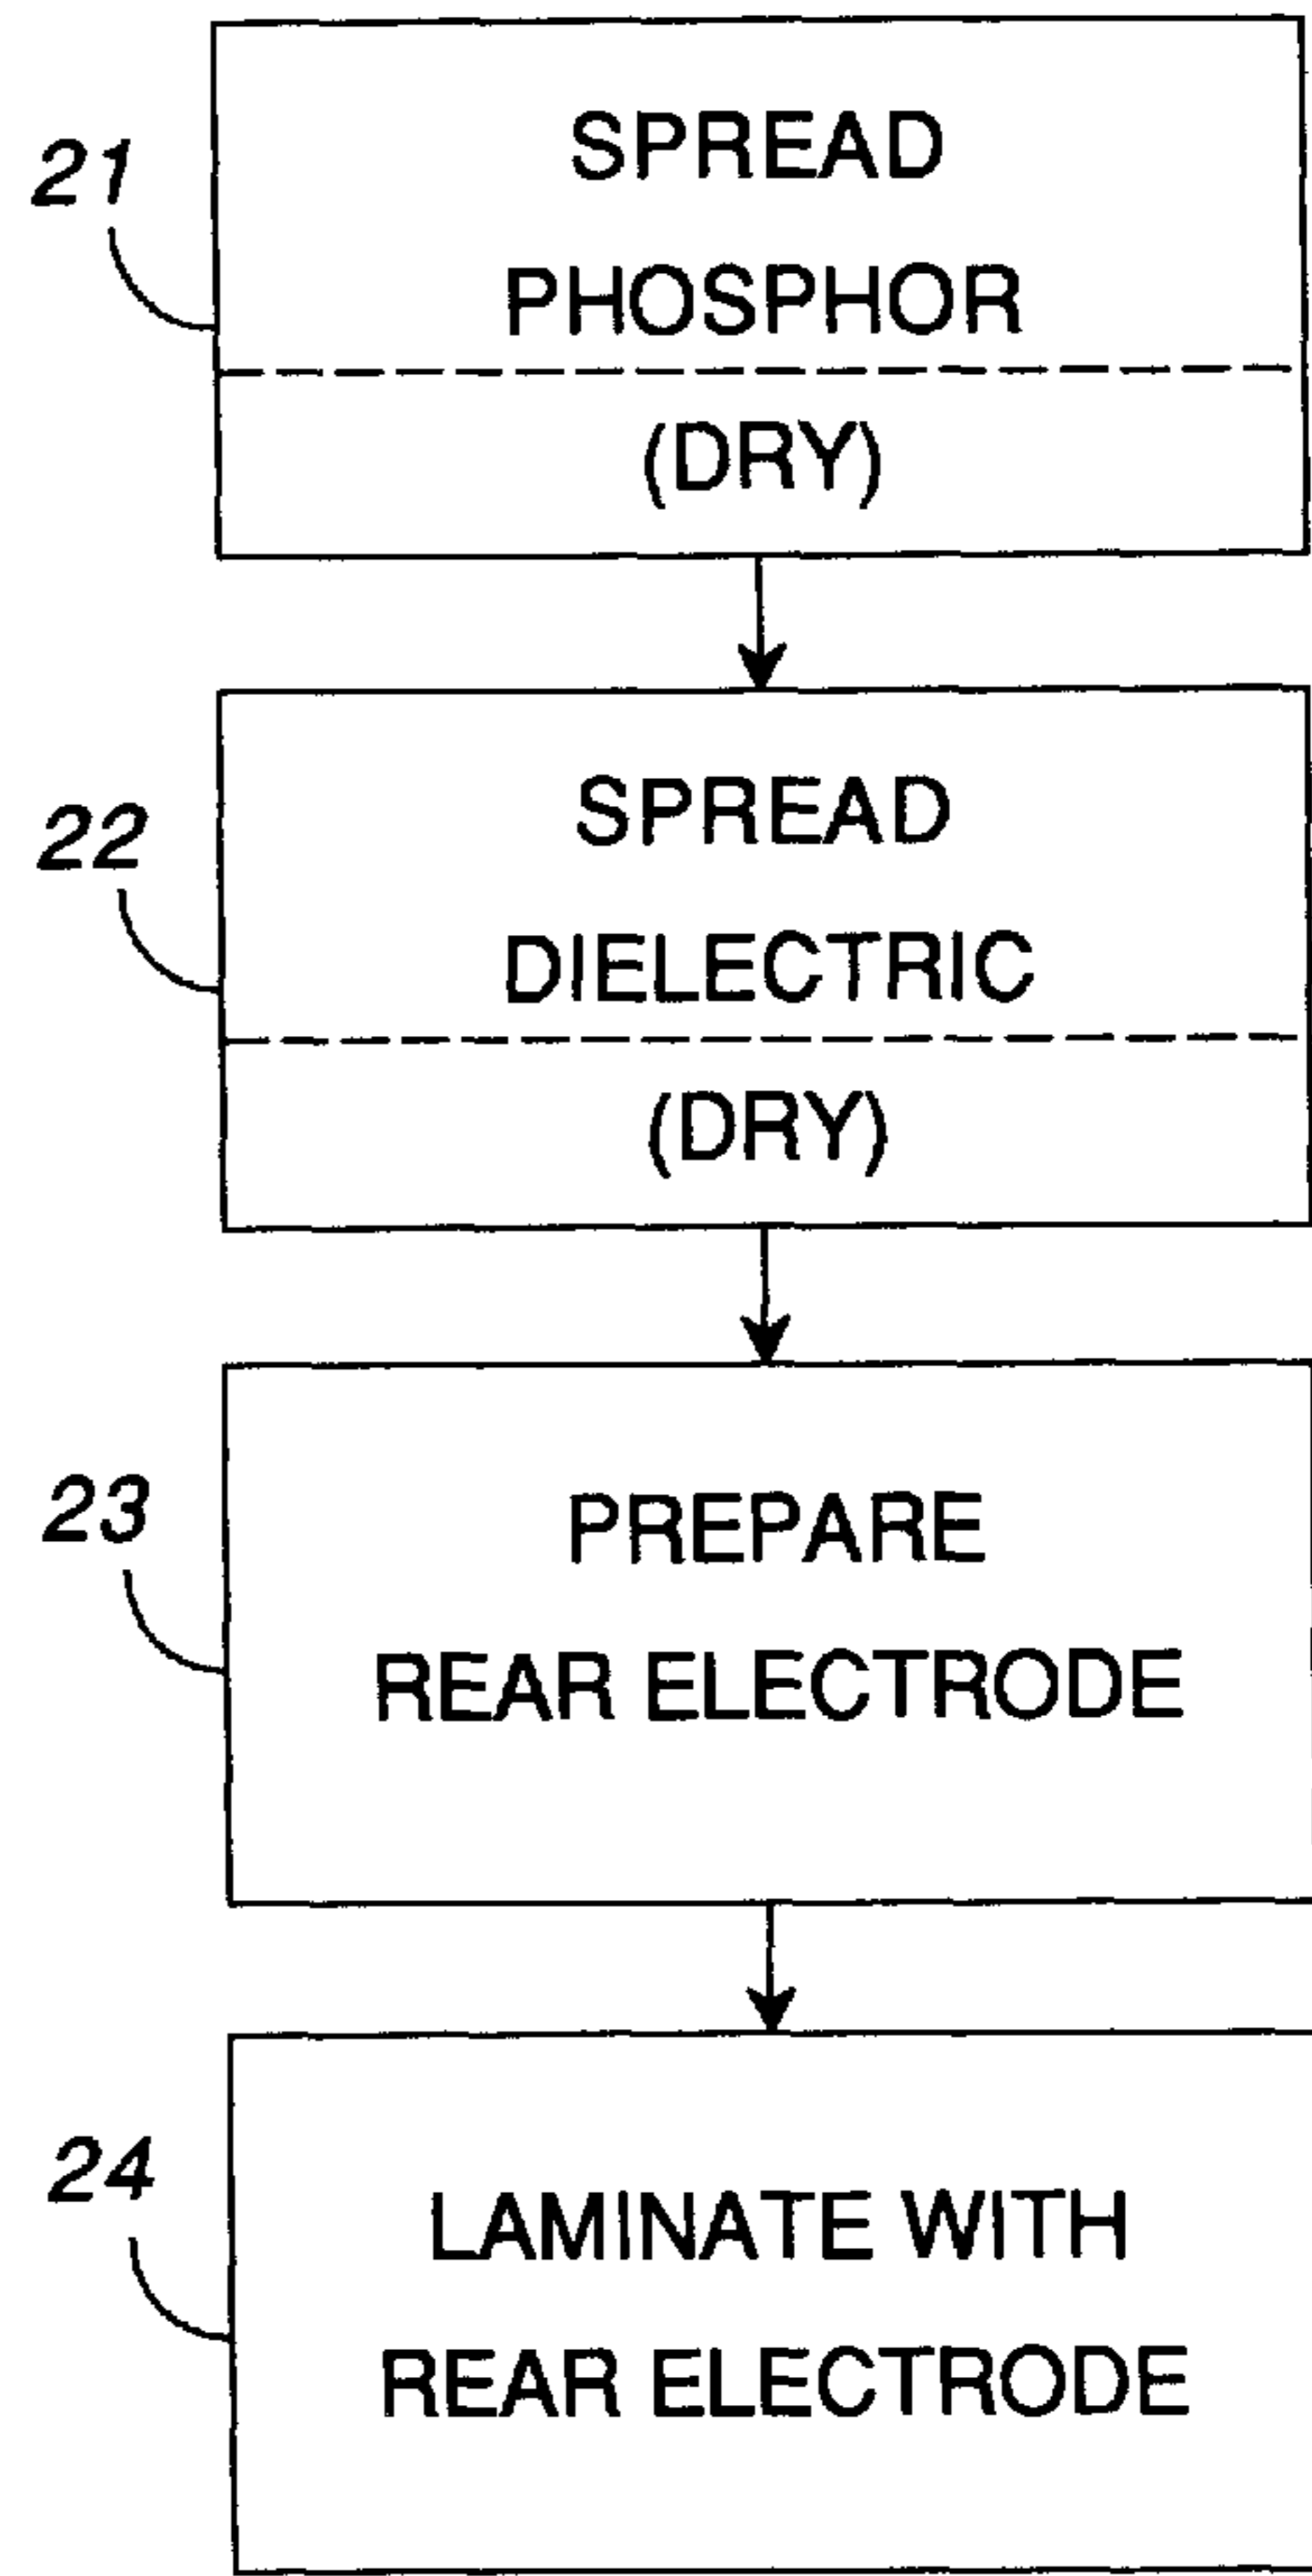 21
SPREAD
PHOSPHOR
(DRY)
22
SPREAD
DIELECTRIC
(DRY)
23
PREPARE
REAR ELECTRODE
24
LAMINATE WITH
REAR ELECTRODE